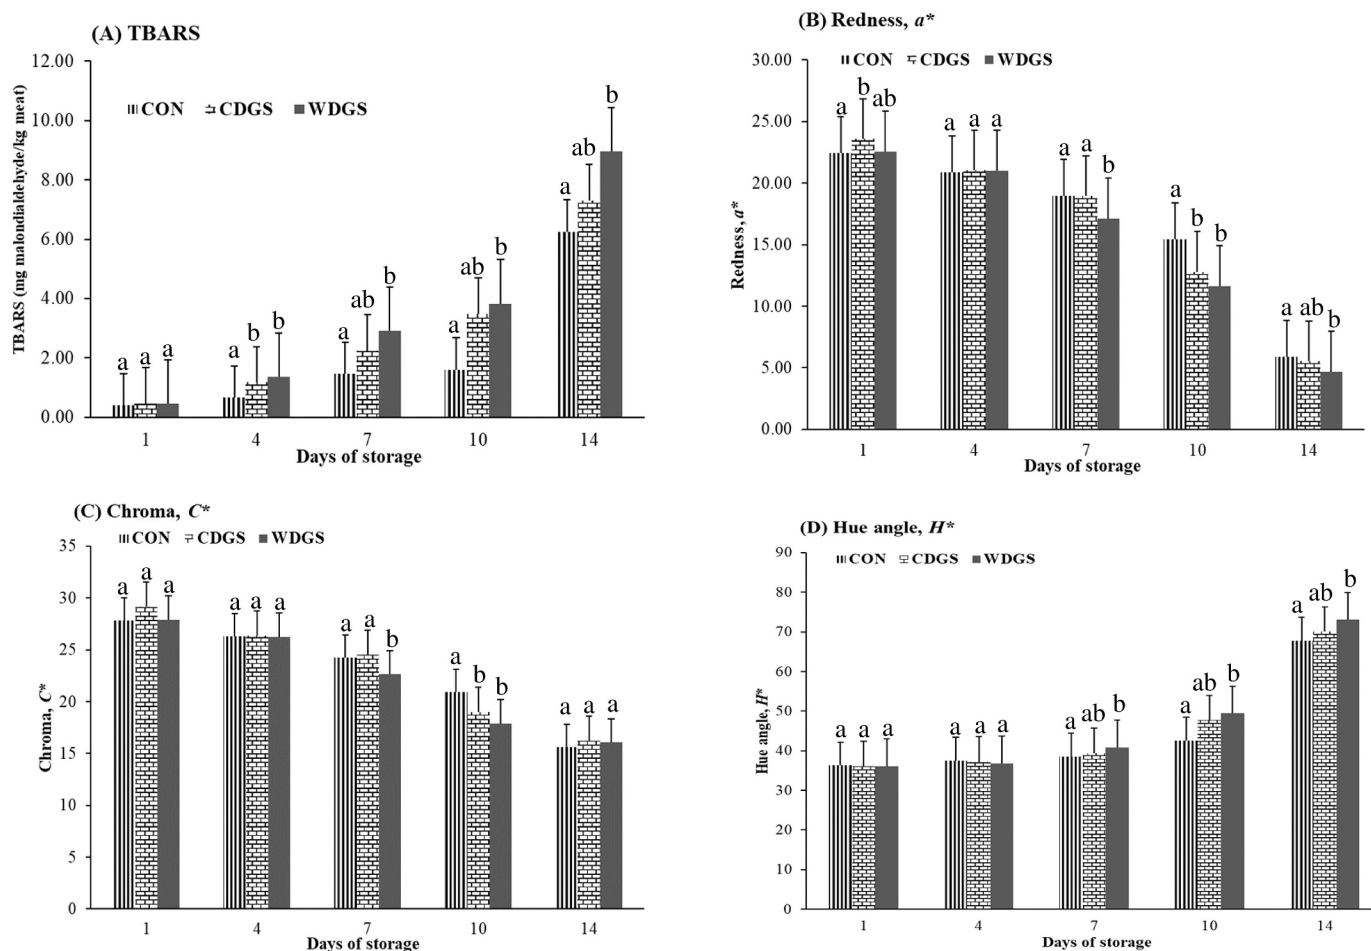 (A) TBARS
12.00
10.00
8.00
6.00
4.00
2.00
0.00
TBARS (mg malondialdehyde/kg meat)
CON CDGS WDGS
a a a
a b b
a ab b
a ab b
a ab b
1 4 7 10 14
Days of storage
(B) Redness, a*
30.00
25.00
20.00
15.00
10.00
5.00
0.00
Redness, a*
CON CDGS WDGS
a b ab
a a a
a a b
a b b
a ab b
1 4 7 10 14
Days of storage
(C) Chroma, C*
35
30
25
20
15
10
5
0
Chroma, C*
CON CDGS WDGS
a a a
a a a
a a b
a b b
a a a
1 4 7 10 14
Days of storage
(D) Hue angle, H*
90
80
70
60
50
40
30
20
10
0
Hue angle, H*
CON CDGS WDGS
a a a
a a a
a ab b
a ab b
a ab b
1 4 7 10 14
Days of storage